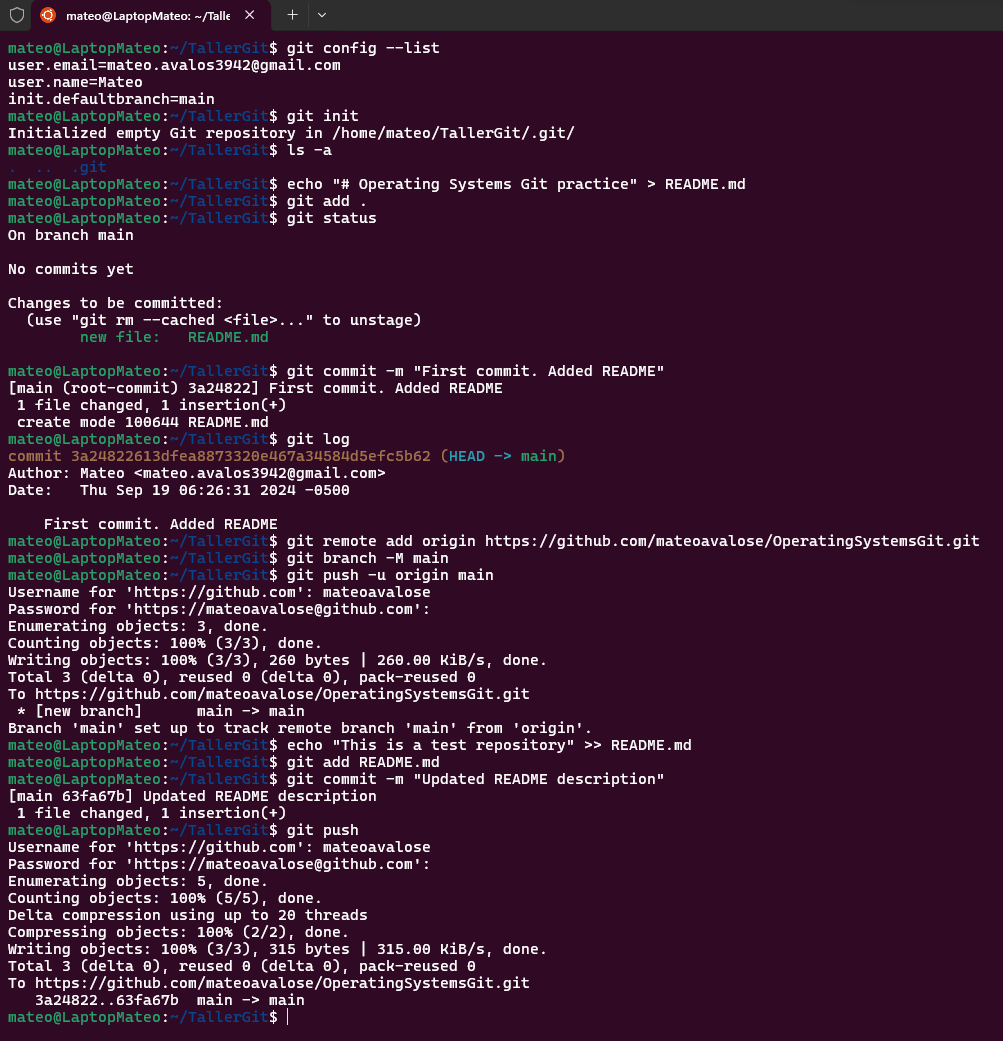 mateo@LaptopMateo: ~/Talle
mateo@LaptopMateo:~/TallerGit$ git config --list
user.email=mateo.avalos3942@gmail.com
user.name=Mateo
init.defaultbranch=main
mateo@LaptopMateo:~/TallerGit$ git init
Initialized empty Git repository in /home/mateo/TallerGit/.git/
mateo@LaptopMateo:~/TallerGit$ ls -a
.  ..  .git
mateo@LaptopMateo:~/TallerGit$ echo "# Operating Systems Git practice" > README.md
mateo@LaptopMateo:~/TallerGit$ git add .
mateo@LaptopMateo:~/TallerGit$ git status
On branch main

No commits yet

Changes to be committed:
  (use "git rm --cached <file>..." to unstage)
        new file:   README.md

mateo@LaptopMateo:~/TallerGit$ git commit -m "First commit. Added README"
[main (root-commit) 3a24822] First commit. Added README
 1 file changed, 1 insertion(+)
 create mode 100644 README.md
mateo@LaptopMateo:~/TallerGit$ git log
commit 3a24822613dfea8873320e467a34584d5efc5b62 (HEAD -> main)
Author: Mateo <mateo.avalos3942@gmail.com>
Date:   Thu Sep 19 06:26:31 2024 -0500

    First commit. Added README
mateo@LaptopMateo:~/TallerGit$ git remote add origin https://github.com/mateoavalose/OperatingSystemsGit.git
mateo@LaptopMateo:~/TallerGit$ git branch -M main
mateo@LaptopMateo:~/TallerGit$ git push -u origin main
Username for 'https://github.com': mateoavalose
Password for 'https://mateoavalose@github.com':
Enumerating objects: 3, done.
Counting objects: 100% (3/3), done.
Writing objects: 100% (3/3), 260 bytes | 260.00 KiB/s, done.
Total 3 (delta 0), reused 0 (delta 0), pack-reused 0
To https://github.com/mateoavalose/OperatingSystemsGit.git
 * [new branch]      main -> main
Branch 'main' set up to track remote branch 'main' from 'origin'.
mateo@LaptopMateo:~/TallerGit$ echo "This is a test repository" >> README.md
mateo@LaptopMateo:~/TallerGit$ git add README.md
mateo@LaptopMateo:~/TallerGit$ git commit -m "Updated README description"
[main 63fa67b] Updated README description
 1 file changed, 1 insertion(+)
mateo@LaptopMateo:~/TallerGit$ git push
Username for 'https://github.com': mateoavalose
Password for 'https://mateoavalose@github.com':
Enumerating objects: 5, done.
Counting objects: 100% (5/5), done.
Delta compression using up to 20 threads
Compressing objects: 100% (2/2), done.
Writing objects: 100% (3/3), 315 bytes | 315.00 KiB/s, done.
Total 3 (delta 0), reused 0 (delta 0), pack-reused 0
To https://github.com/mateoavalose/OperatingSystemsGit.git
   3a24822..63fa67b  main -> main
mateo@LaptopMateo:~/TallerGit$